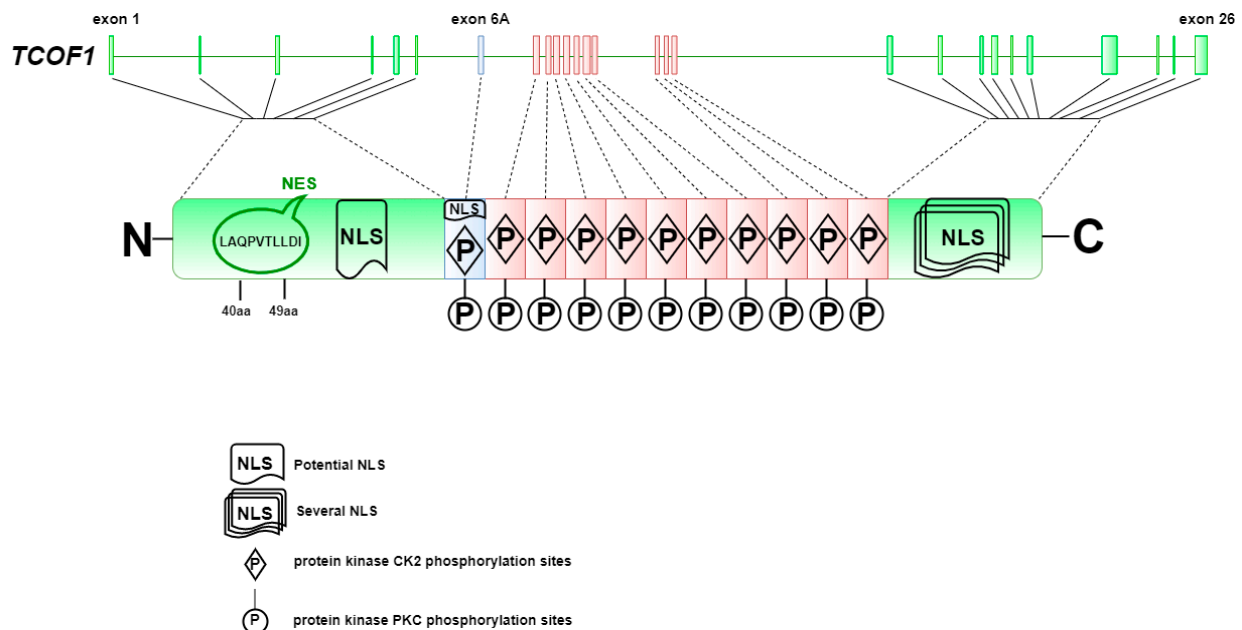 exon 1 exon 6A exon 26
TCOF1
NES
N LAQPVTLLDI NLS NLS P P P P P P P P P P P NLS C
40aa 49aa P P P P P P P P P P P
NLS Potential NLS
NLS Several NLS
P protein kinase CK2 phosphorylation sites
P protein kinase PKC phosphorylation sites